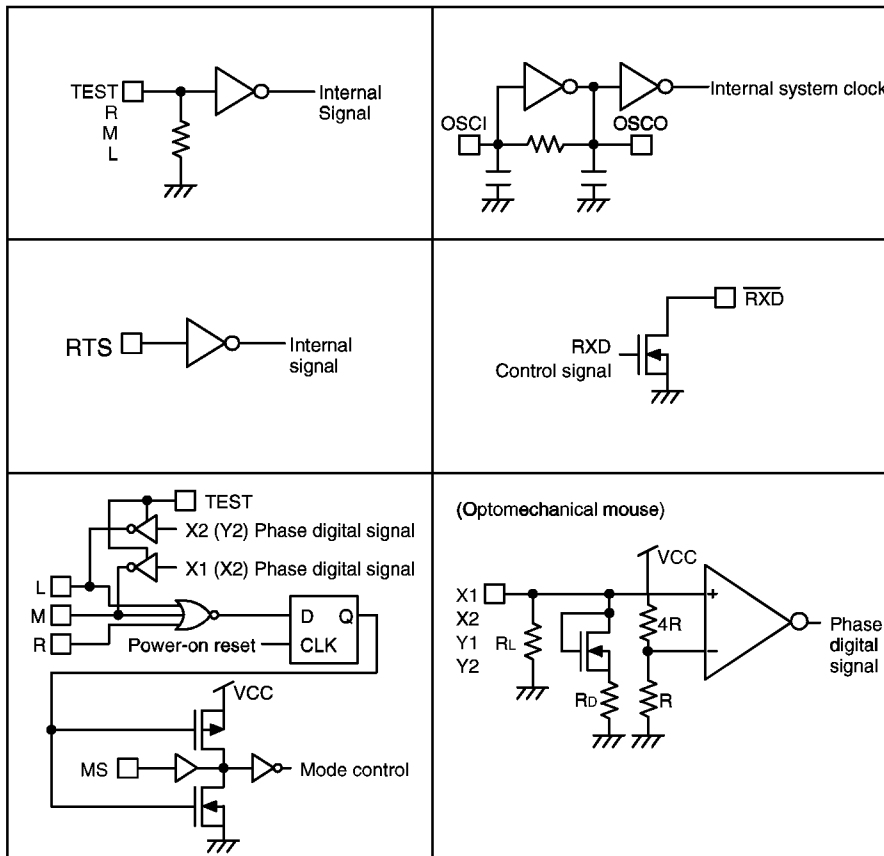 TEST
R
M
L
Internal
Signal
OSCI
OSCO
Internal system clock
RTS
Internal
signal
RXD
RXD
Control signal
TEST
X2 (Y2) Phase digital signal
X1 (X2) Phase digital signal
L
M
R
D Q
CLK
Power-on reset
VCC
MS
Mode control
(Optomechanical mouse)
VCC
X1
X2
Y1
Y2
RL
RD
4R
R
+
−
Phase
digital
signal